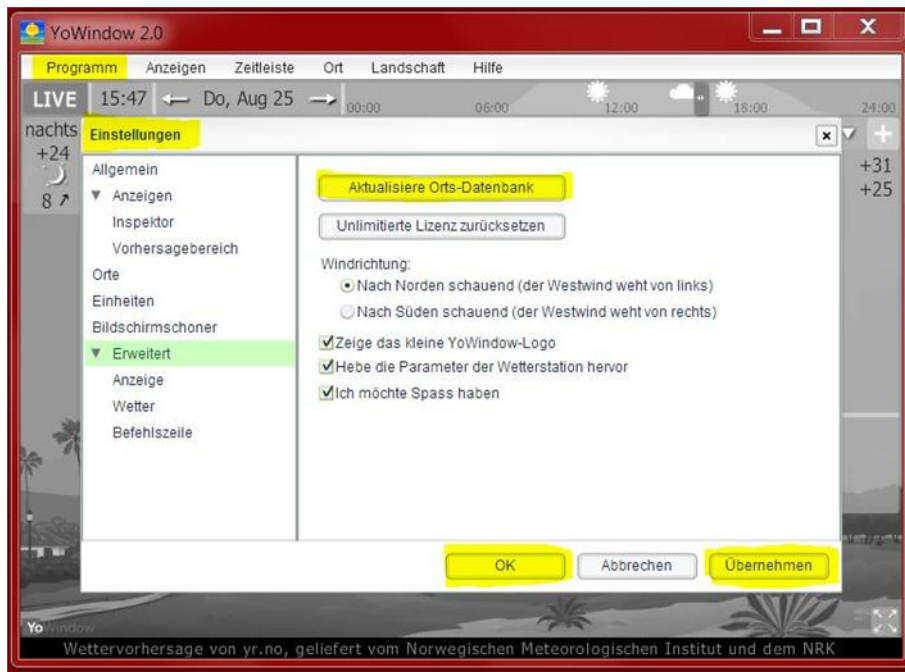 YoWindow 2.0
Programm Anzeigen Zeitleiste Ort Landschaft Hilfe
LIVE 15:47 Do, Aug 25 00:00 06:00 12:00 18:00 24:00
nachts
+24
8
+31
+25
Einstellungen
Allgemein
Anzeigen
Inspektor
Vorhersagebereich
Orte
Einheiten
Bildschirmschoner
Erweitert
Anzeige
Wetter
Befehlszeile
Aktualisiere Orts-Datenbank
Unlimitierte Lizenz zurücksetzen
Windrichtung:
Nach Norden schauend (der Westwind weht von links)
Nach Süden schauend (der Westwind weht von rechts)
Zeige das kleine YoWindow-Logo
Hebe die Parameter der Wetterstation hervor
Ich möchte Spass haben
OK Abbrechen Übernehmen
YoWindow
Wettervorhersage von yr.no, geliefert vom Norwegischen Meteorologischen Institut und dem NRK